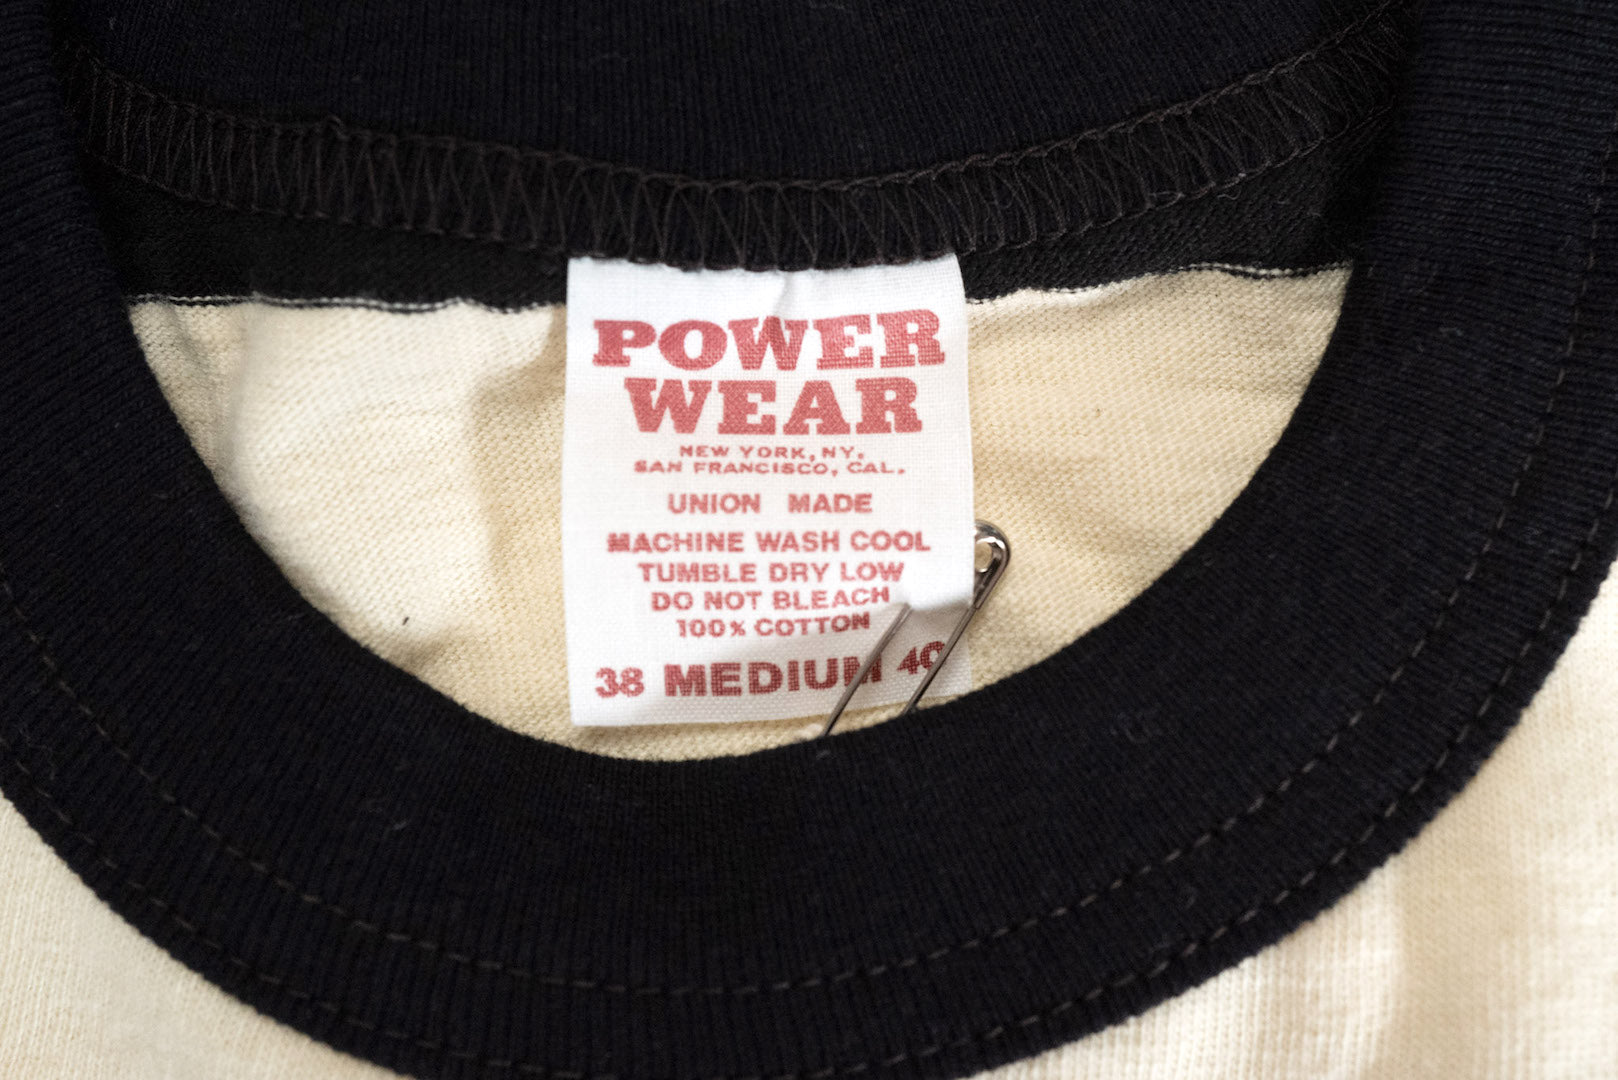 POWER
WEAR
NEW YORK, NY.
SAN FRANCISCO, CAL.
UNION MADE
MACHINE WASH COOL
TUMBLE DRY LOW
DO NOT BLEACH
100% COTTON
38 MEDIUM 40